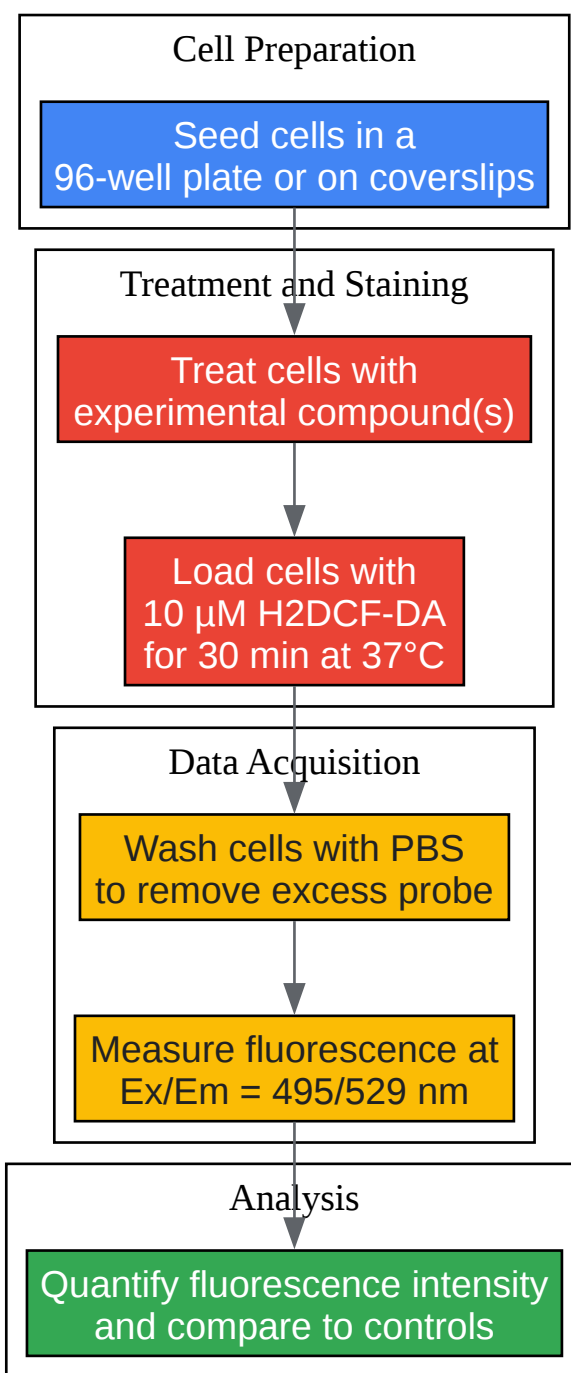 Cell Preparation
Seed cells in a
96-well plate or on coverslips
Treatment and Staining
Treat cells with
experimental compound(s)
Load cells with
10 µM H2DCF-DA
for 30 min at 37°C
Data Acquisition
Wash cells with PBS
to remove excess probe
Measure fluorescence at
Ex/Em = 495/529 nm
Analysis
Quantify fluorescence intensity
and compare to controls